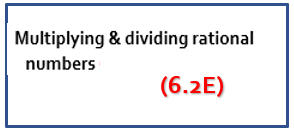 Multiplying & dividing rational
numbers
(6.2E)